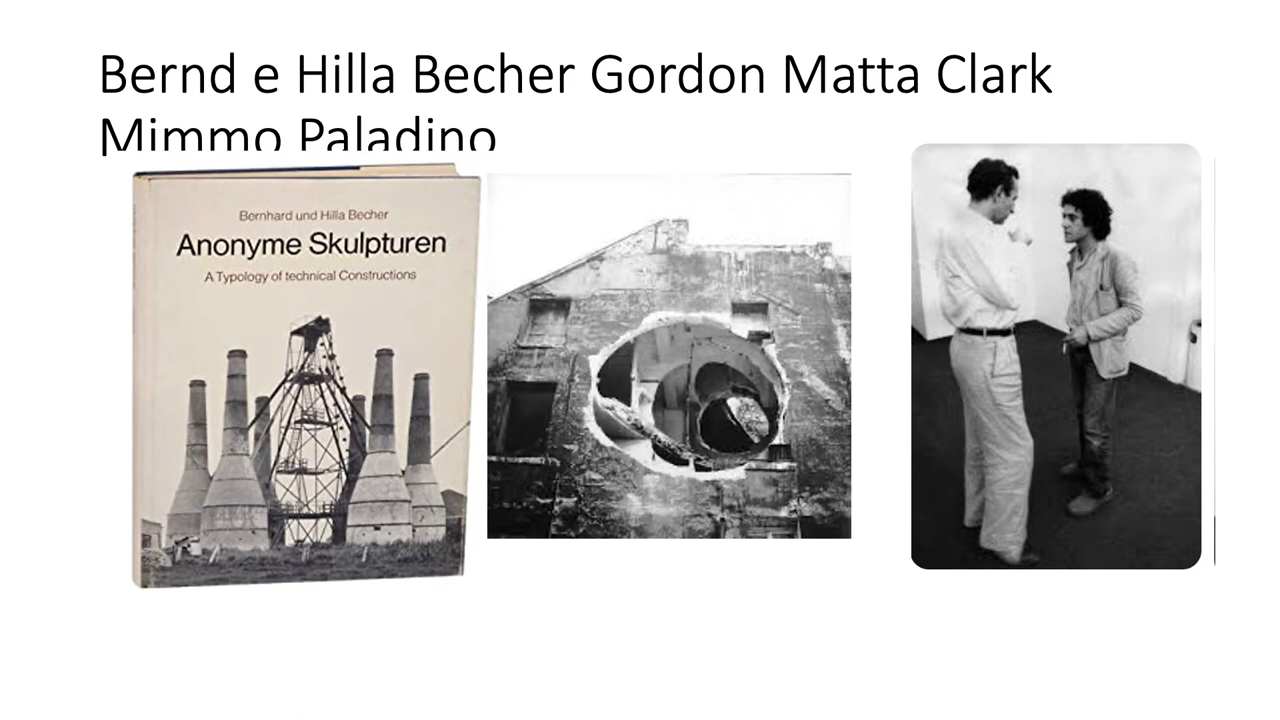 Bernd e Hilla Becher Gordon Matta Clark
Mimmo Paladino
Bernhard und Hilla Becher
Anonyme Skulpturen
A Typology of technical Constructions